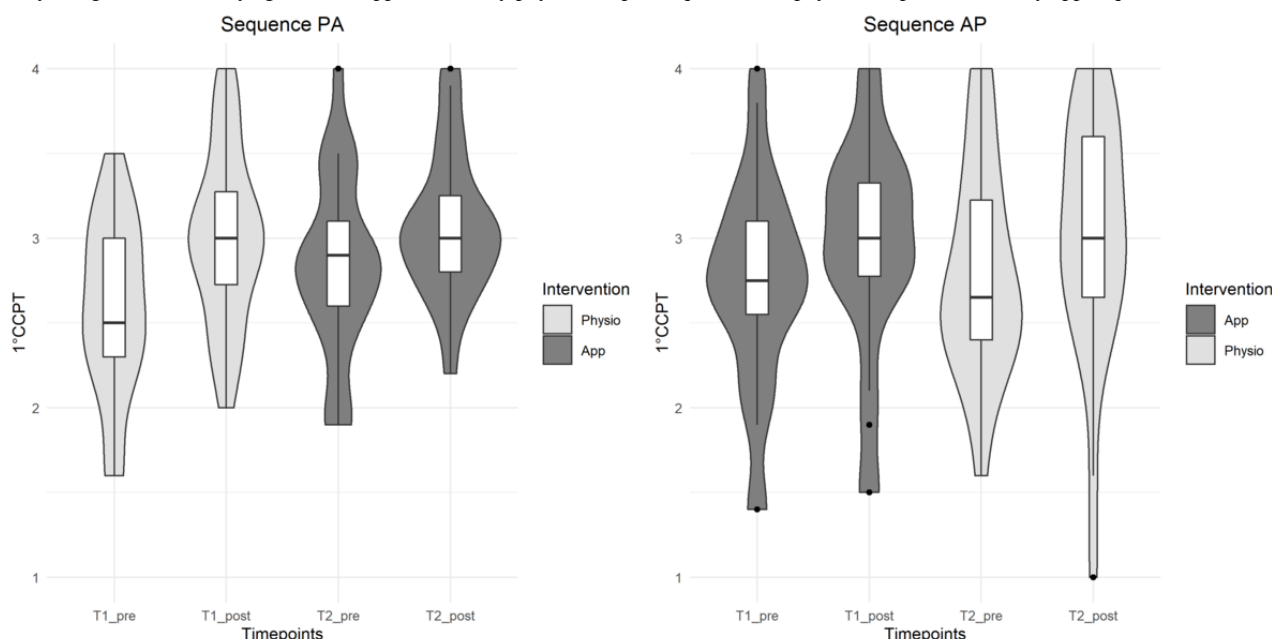 Sequence PA
4
3
2
1
1°CCPT
T1_pre
T1_post
T2_pre
T2_post
Timepoints
Intervention
Physio
App
Sequence AP
4
3
2
1
1°CCPT
T1_pre
T1_post
T2_pre
T2_post
Timepoints
Intervention
App
Physio